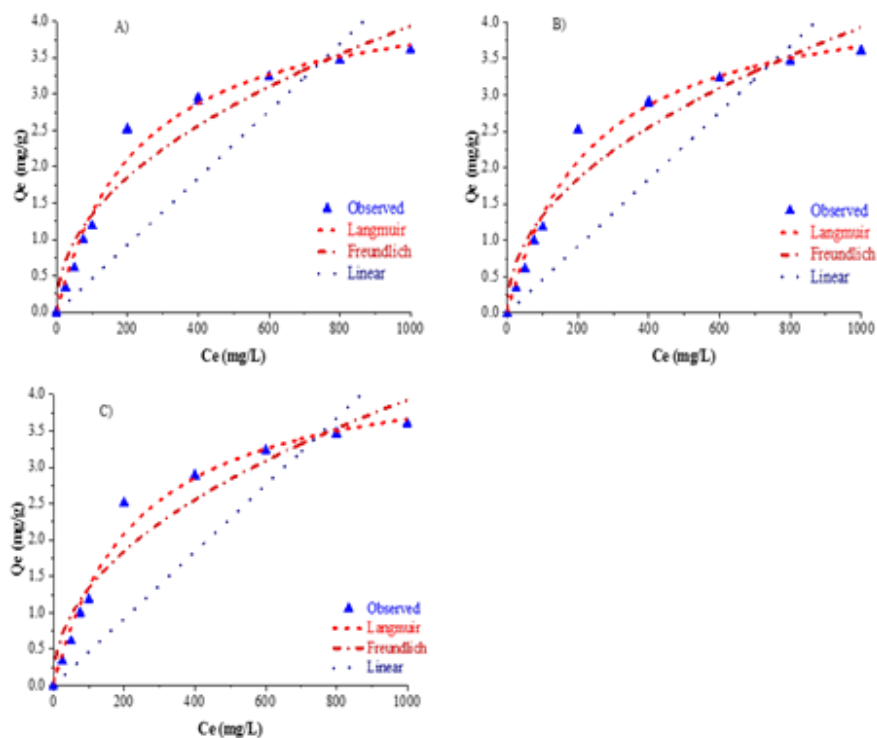 A)
Qe (mg/g)
4.0
3.5
3.0
2.5
2.0
1.5
1.0
0.5
0.0
Observed
Langmuir
Freundlich
Linear
0 200 400 600 800 1000
Ce (mg/L)
B)
Qe (mg/g)
4.0
3.5
3.0
2.5
2.0
1.5
1.0
0.5
0.0
Observed
Langmuir
Freundlich
Linear
0 200 400 600 800 1000
Ce (mg/L)
C)
Qe (mg/g)
4.0
3.5
3.0
2.5
2.0
1.5
1.0
0.5
0.0
Observed
Langmuir
Freundlich
Linear
0 200 400 600 800 1000
Ce (mg/L)